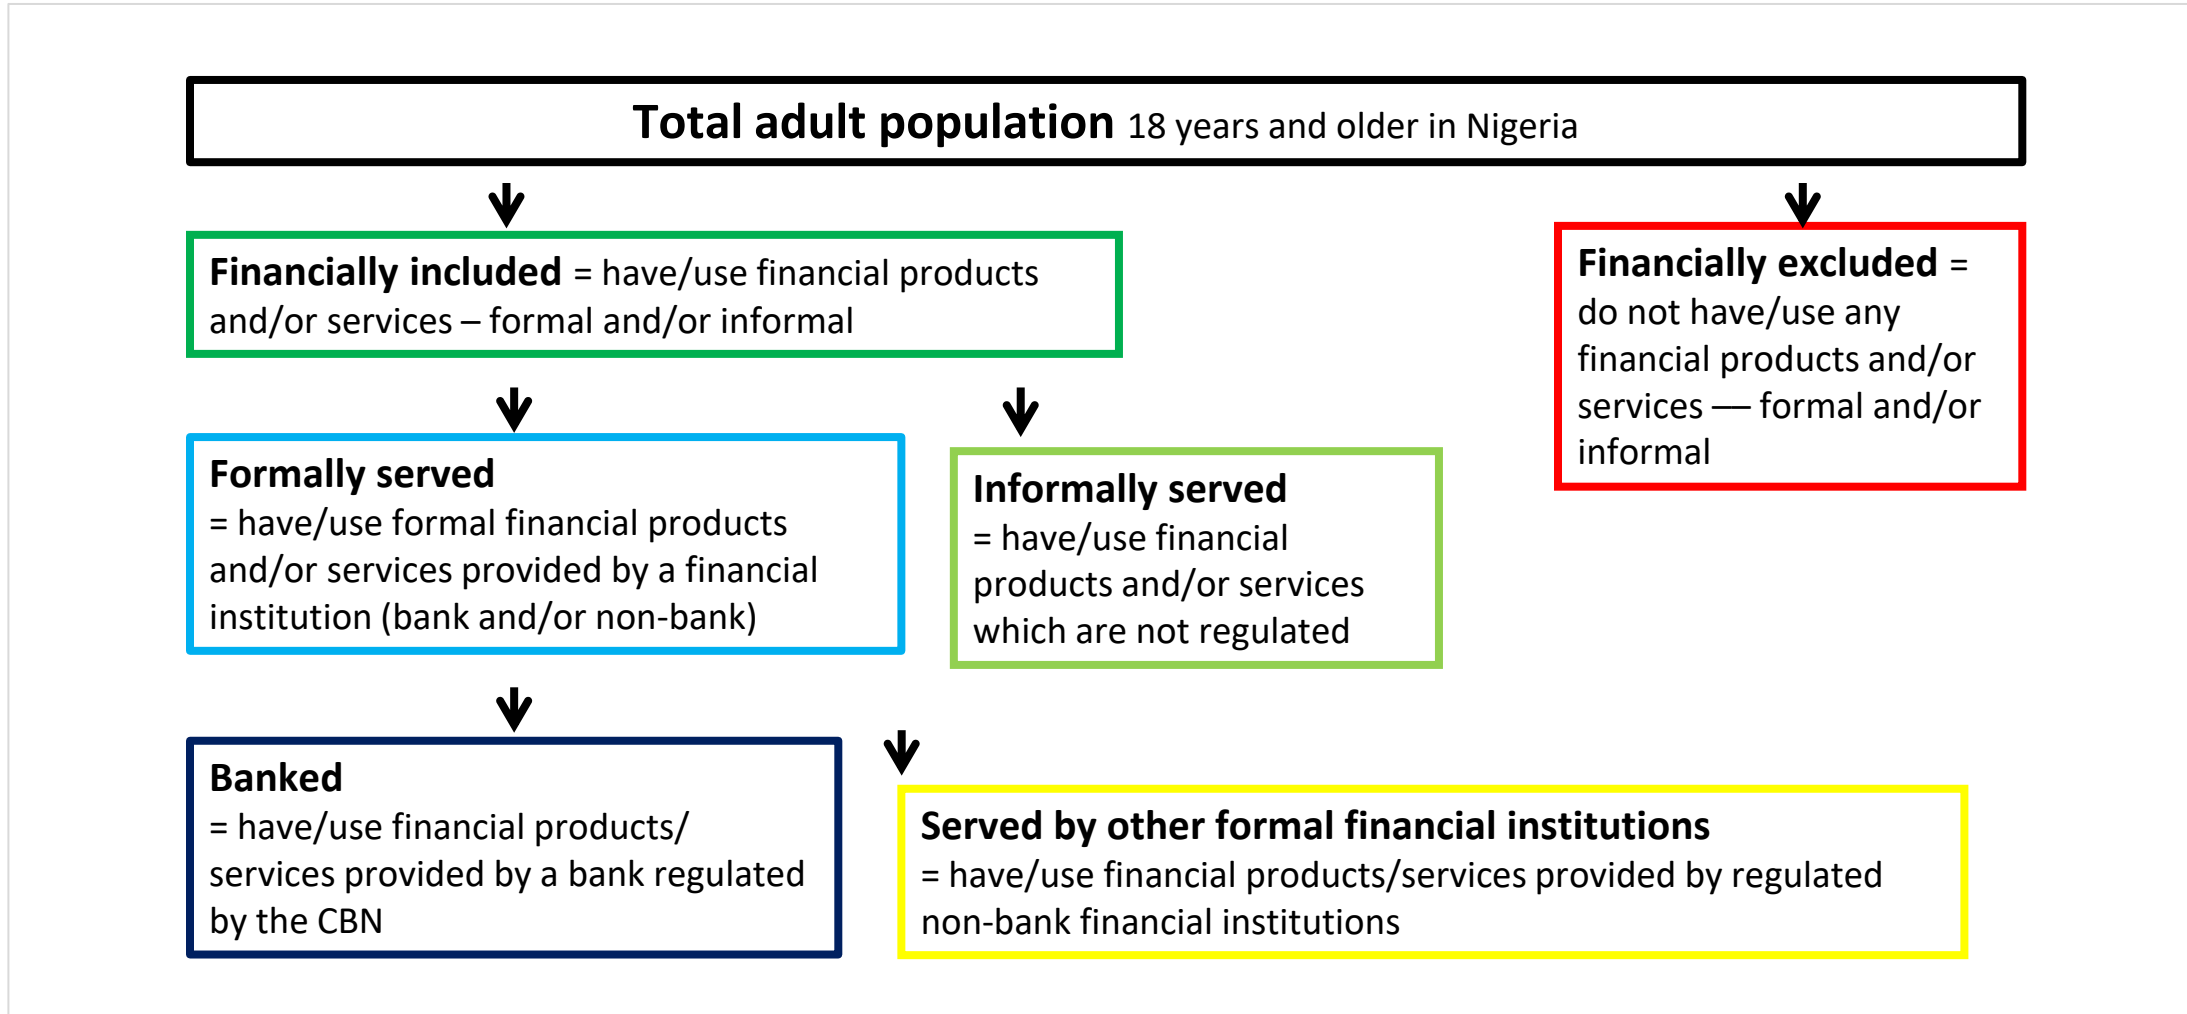 Total adult population 18 years and older in Nigeria
Financially included = have/use financial products
and/or services – formal and/or informal
Financially excluded =
do not have/use any
financial products and/or
services — formal and/or
informal
Formally served
= have/use formal financial products
and/or services provided by a financial
institution (bank and/or non-bank)
Informally served
= have/use financial
products and/or services
which are not regulated
Banked
= have/use financial products/
services provided by a bank regulated
by the CBN
Served by other formal financial institutions
= have/use financial products/services provided by regulated
non-bank financial institutions